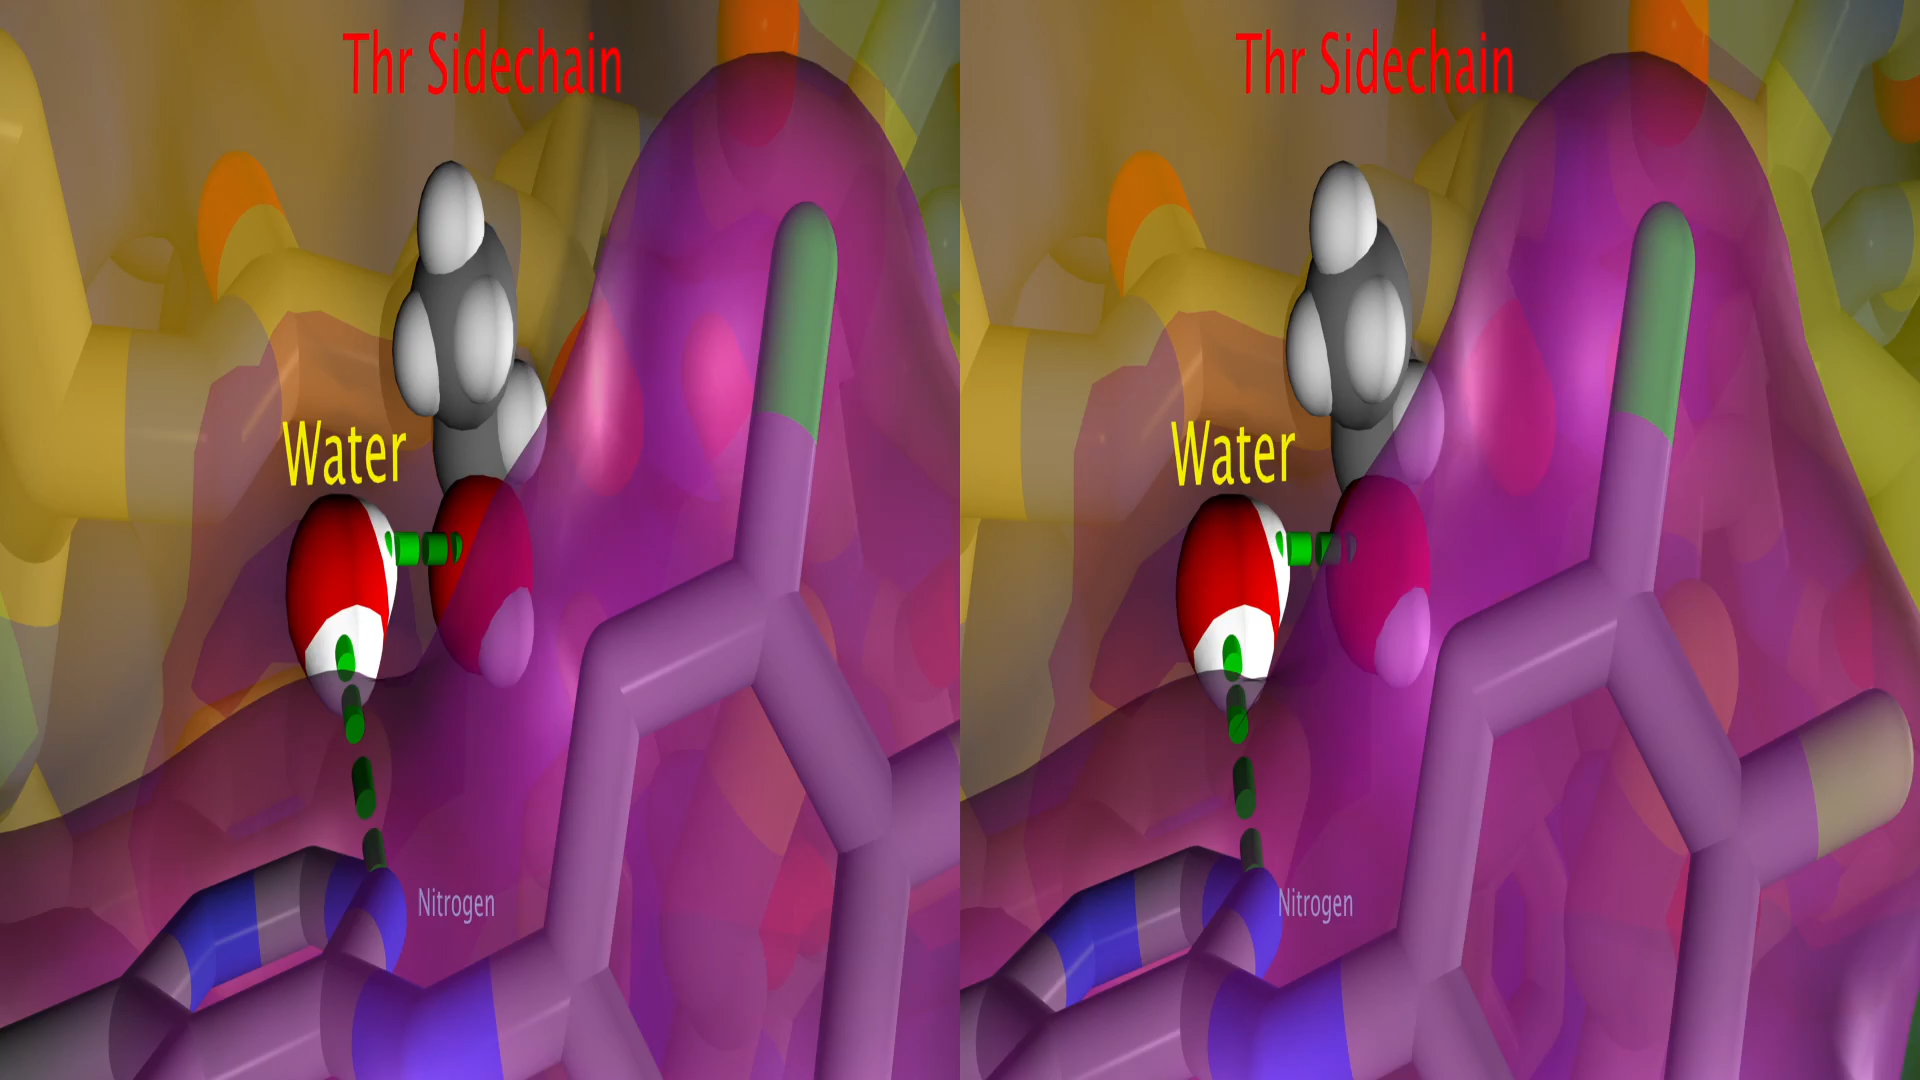 Thr Sidechain
Thr Sidechain
Water
Water
Nitrogen
Nitrogen